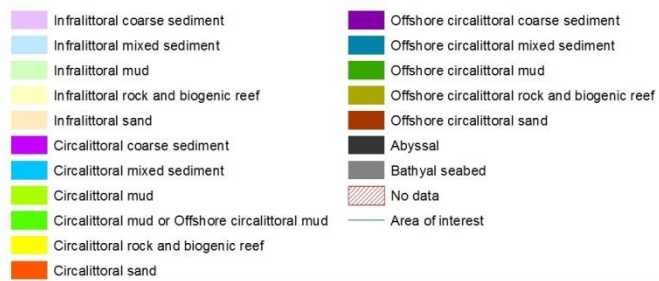 Infralittoral coarse sediment
Infralittoral mixed sediment
Infralittoral mud
Infralittoral rock and biogenic reef
Infralittoral sand
Circalittoral coarse sediment
Circalittoral mixed sediment
Circalittoral mud
Circalittoral mud or Offshore circalittoral mud
Circalittoral rock and biogenic reef
Circalittoral sand
Offshore circalittoral coarse sediment
Offshore circalittoral mixed sediment
Offshore circalittoral mud
Offshore circalittoral rock and biogenic reef
Offshore circalittoral sand
Abyssal
Bathyal seabed
No data
Area of interest